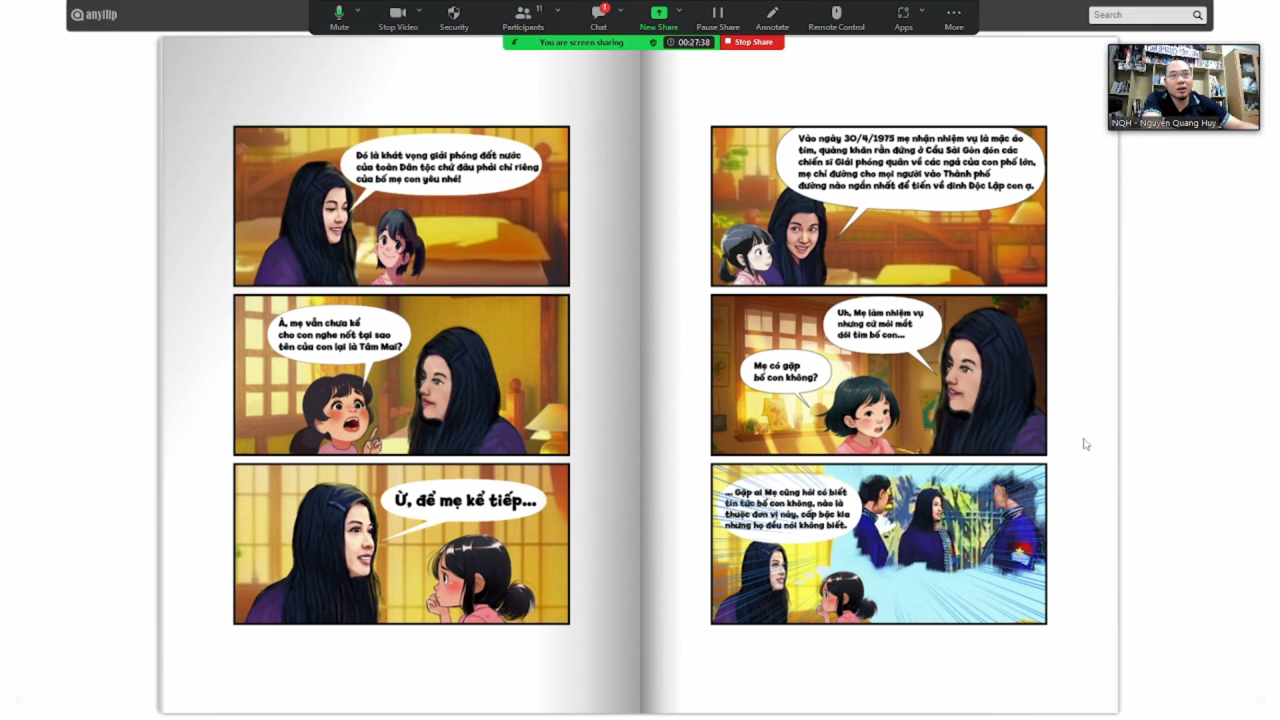 anyflip
Mute
Stop Video
Security
Participants
11
Chat
1
New Share
Pause Share
Annotate
Remote Control
Apps
More
Search
You are screen sharing
00:27:38
Stop Share
NQH - Nguyễn Quang Huy
Đó là khát vọng giải phóng đất nước
của toàn Dân tộc chứ đâu phải chỉ riêng
của bố mẹ con yêu nhé!
À, mẹ vẫn chưa kể
cho con nghe nốt tại sao
tên của con lại là Tâm Mai?
Ừ, để mẹ kể tiếp...
Vào ngày 30/4/1975 mẹ nhận nhiệm vụ là mặc áo
tím, quàng khăn rằn đứng ở Cầu Sài Gòn đón các
chiến sĩ Giải phóng quân về các ngả của con phố lớn,
mẹ chỉ đường cho mọi người vào Thành phố
đường nào ngắn nhất để tiến về dinh Độc Lập con ạ.
Uh, Mẹ làm nhiệm vụ
nhưng cứ mỏi mắt
dõi tìm bố con...
Mẹ có gặp
bố con không?
... Gặp ai Mẹ cũng hỏi có biết
tin tức bố con không, nào là
thuộc đơn vị này, cấp bậc kia
nhưng họ đều nói không biết.